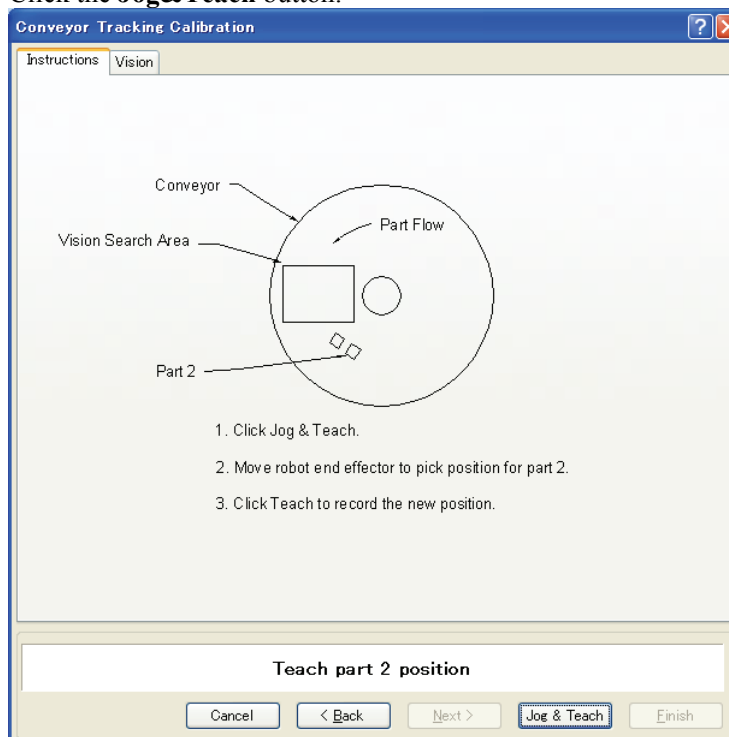 Click the Jog&Teach button.
Conveyor Tracking Calibration
Instructions Vision
Conveyor
Part Flow
Vision Search Area
Part 2
1. Click Jog & Teach.
2. Move robot end effector to pick position for part 2.
3. Click Teach to record the new position.
Teach part 2 position
Cancel < Back Next > Jog & Teach Finish